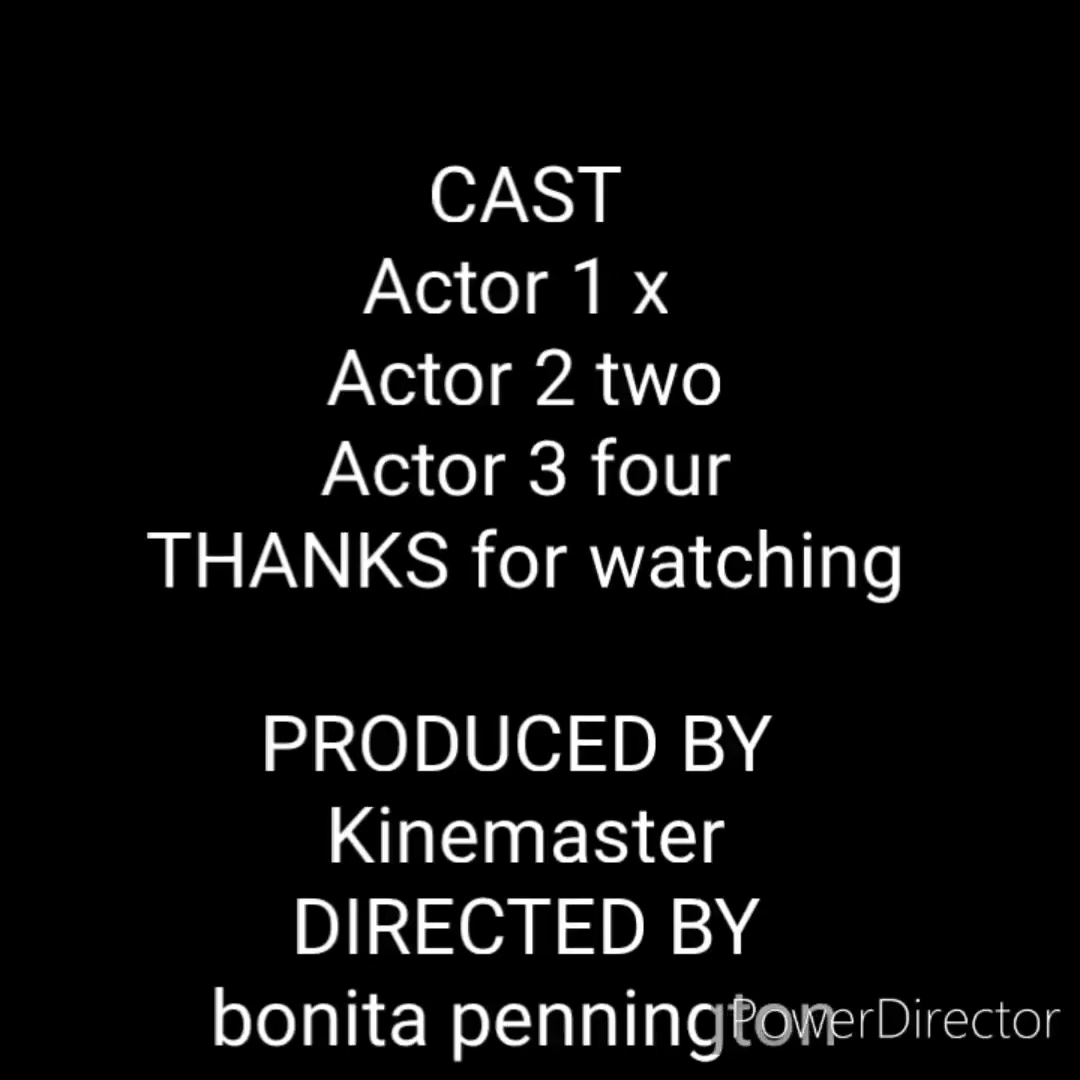 CAST
Actor 1 x
Actor 2 two
Actor 3 four
THANKS for watching
PRODUCED BY
Kinemaster
DIRECTED BY
bonita pennington
PowerDirector